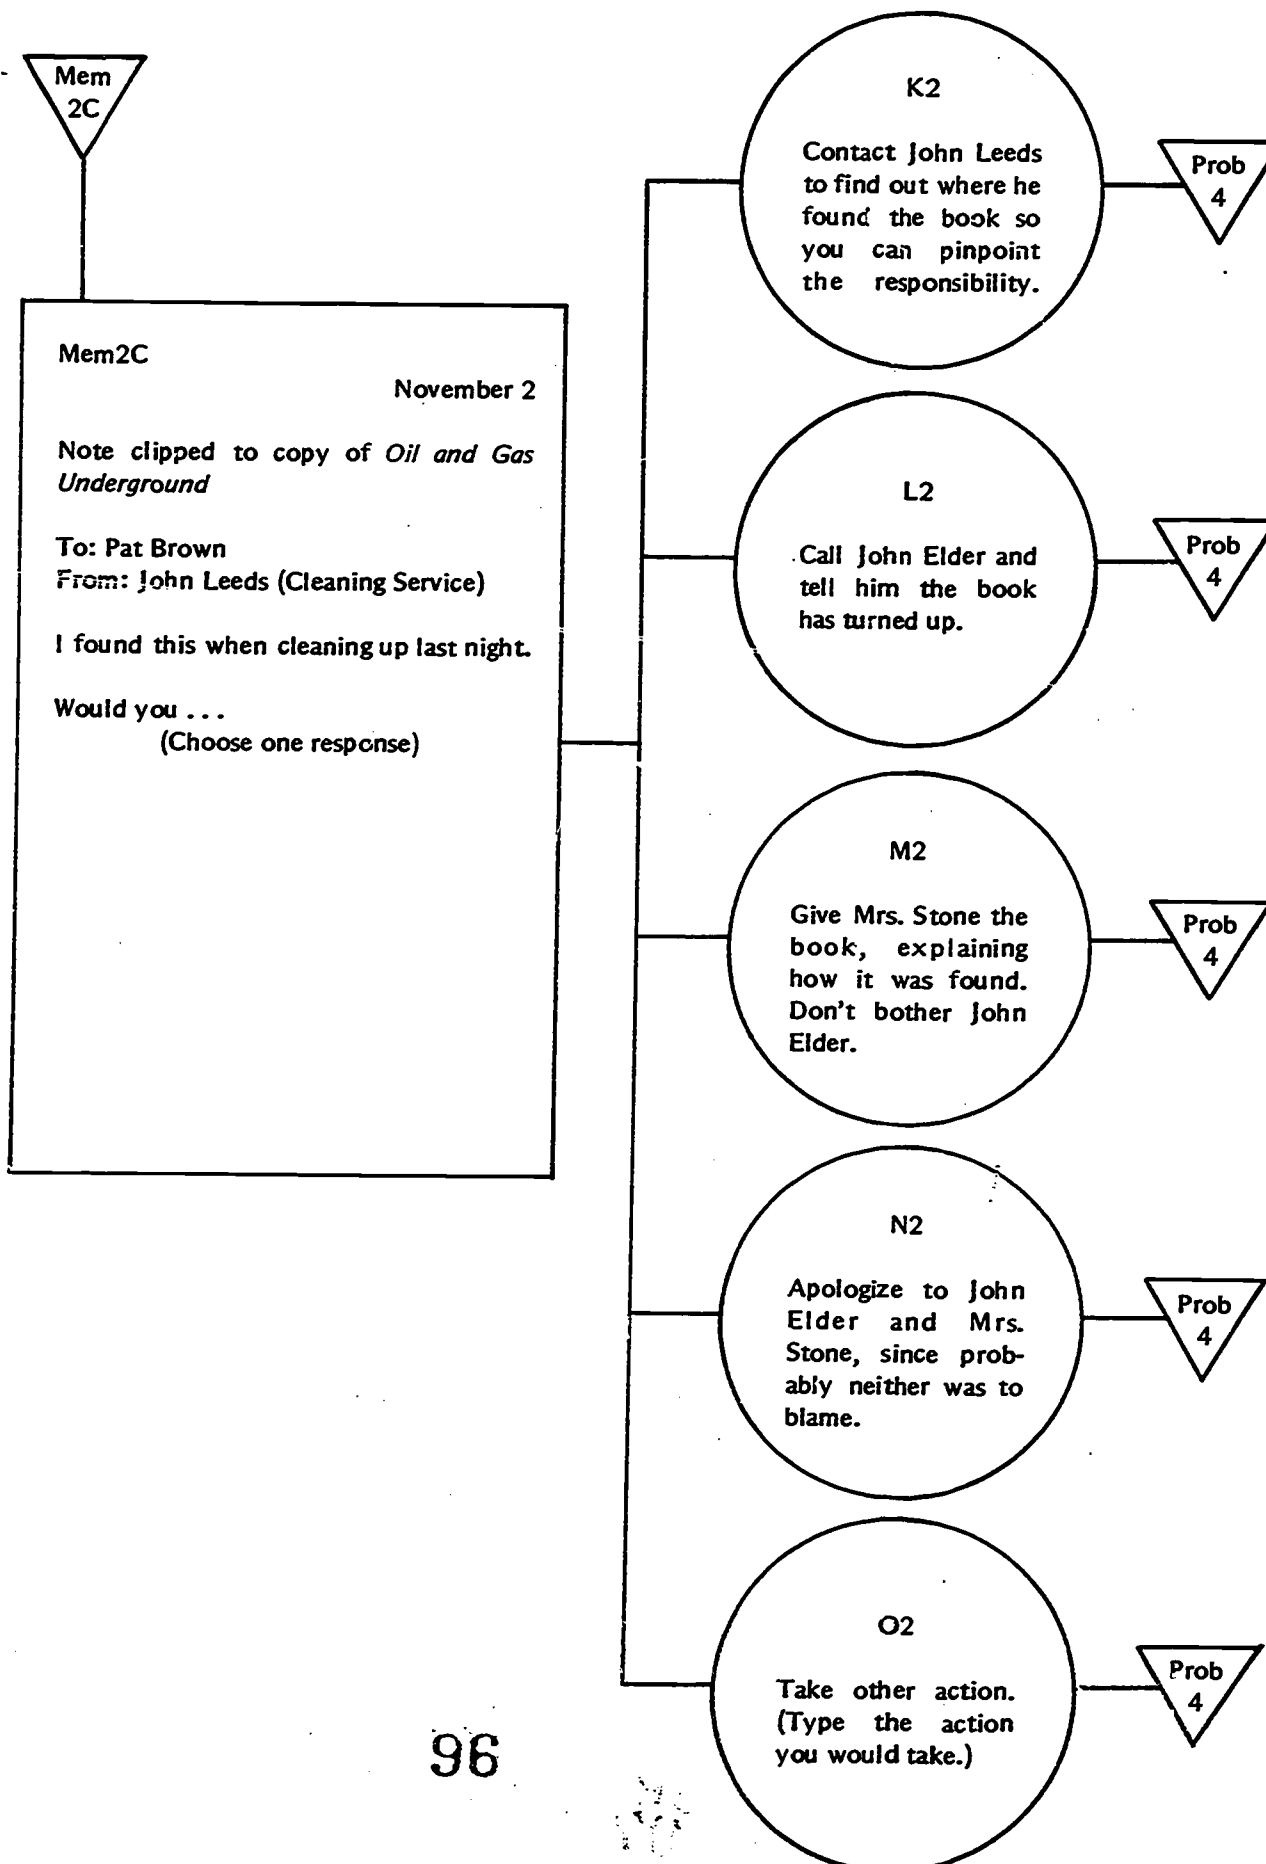 Mem
2C
Mem2C
November 2
Note clipped to copy of Oil and Gas
Underground
To: Pat Brown
From: John Leeds (Cleaning Service)
I found this when cleaning up last night.
Would you ...
(Choose one response)
K2
Contact John Leeds
to find out where he
found the book so
you can pinpoint
the responsibility.
Prob
4
L2
Call John Elder and
tell him the book
has turned up.
Prob
4
M2
Give Mrs. Stone the
book, explaining
how it was found.
Don't bother John
Elder.
Prob
4
N2
Apologize to John
Elder and Mrs.
Stone, since prob-
ably neither was to
blame.
Prob
4
O2
Take other action.
(Type the action
you would take.)
Prob
4
96